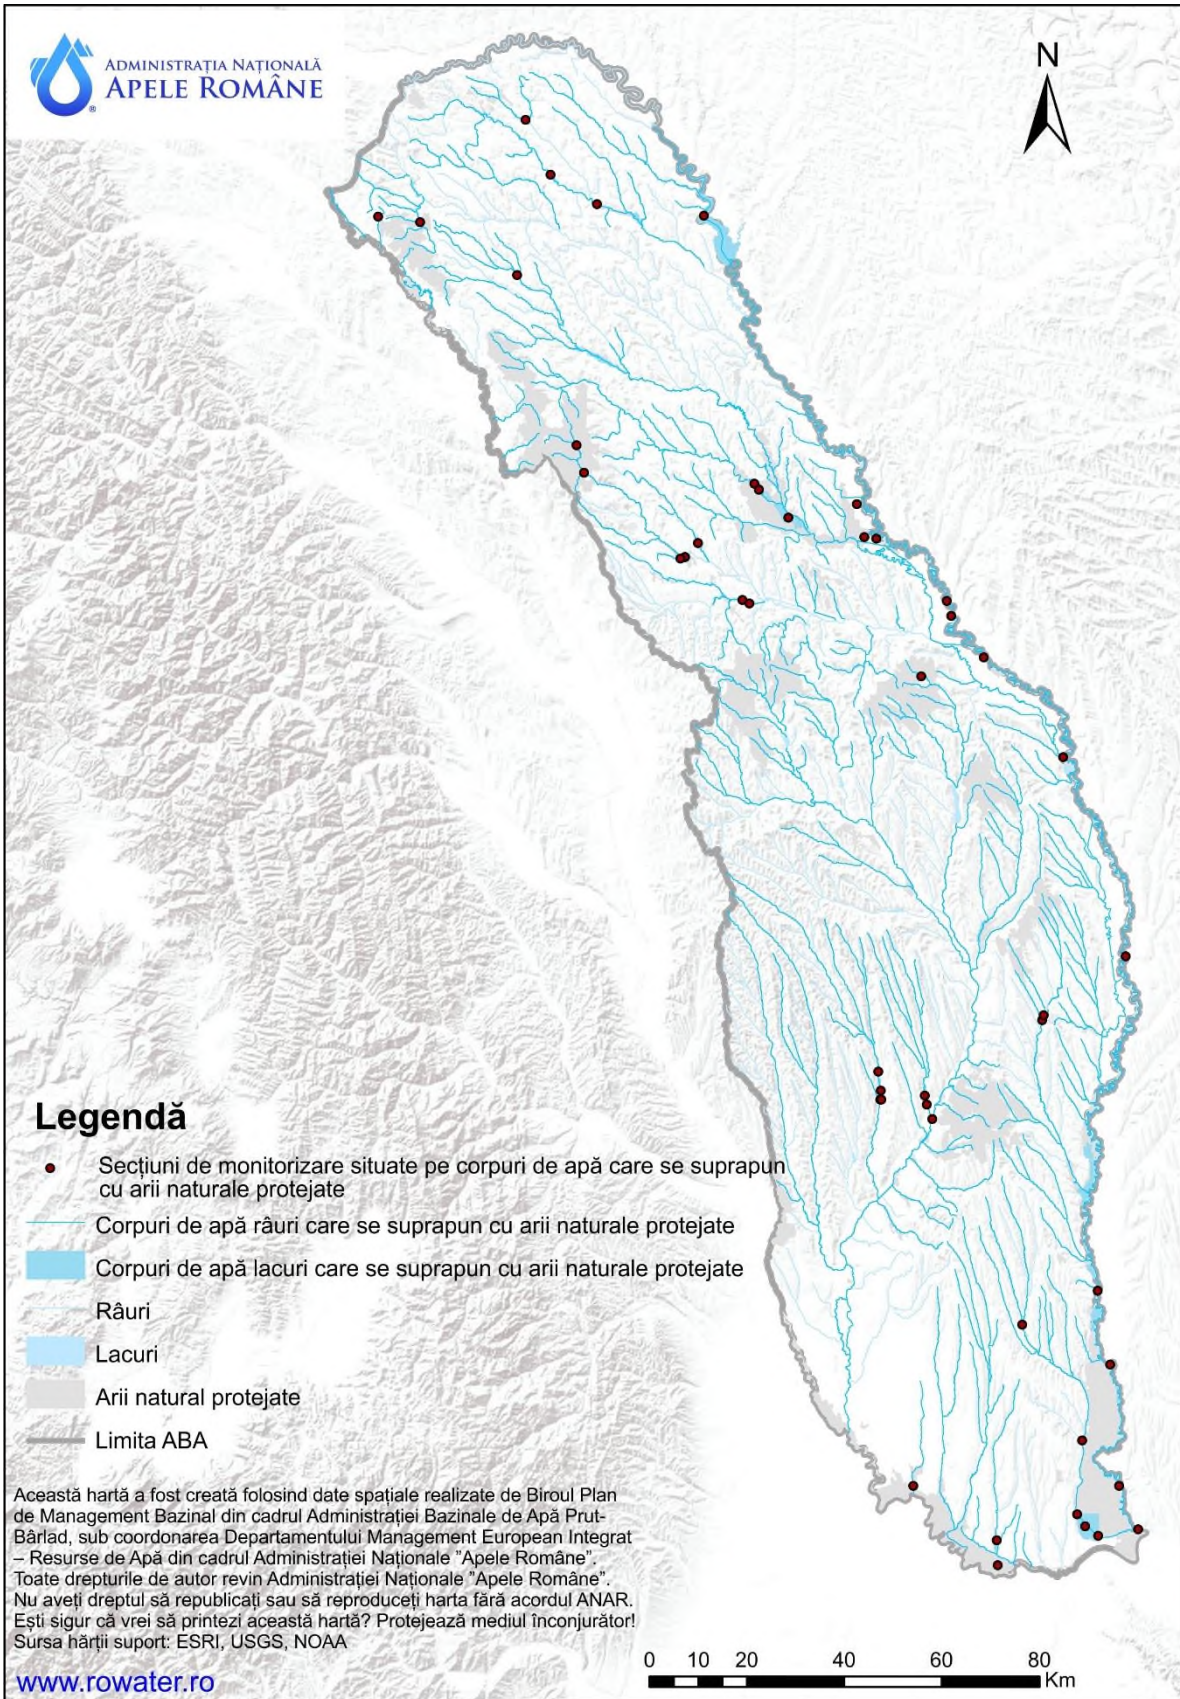 ADMINISTRAȚIA NAȚIONALĂ
APELE ROMÂNE
®
N
Legendă
Secțiuni de monitorizare situate pe corpuri de apă care se suprapun
cu arii naturale protejate
Corpuri de apă râuri care se suprapun cu arii naturale protejate
Corpuri de apă lacuri care se suprapun cu arii naturale protejate
Râuri
Lacuri
Arii natural protejate
Limita ABA
Această hartă a fost creată folosind date spațiale realizate de Biroul Plan
de Management Bazinal din cadrul Administrației Bazinale de Apă Prut-
Bârlad, sub coordonarea Departamentului Management European Integrat
– Resurse de Apă din cadrul Administrației Naționale "Apele Române".
Toate drepturile de autor revin Administrației Naționale "Apele Române".
Nu aveți dreptul să republicați sau să reproduceți harta fără acordul ANAR.
Ești sigur că vrei să printezi această hartă? Protejează mediul înconjurător!
Sursa hărții suport: ESRI, USGS, NOAA
www.rowater.ro
0 10 20 40 60 80
Km